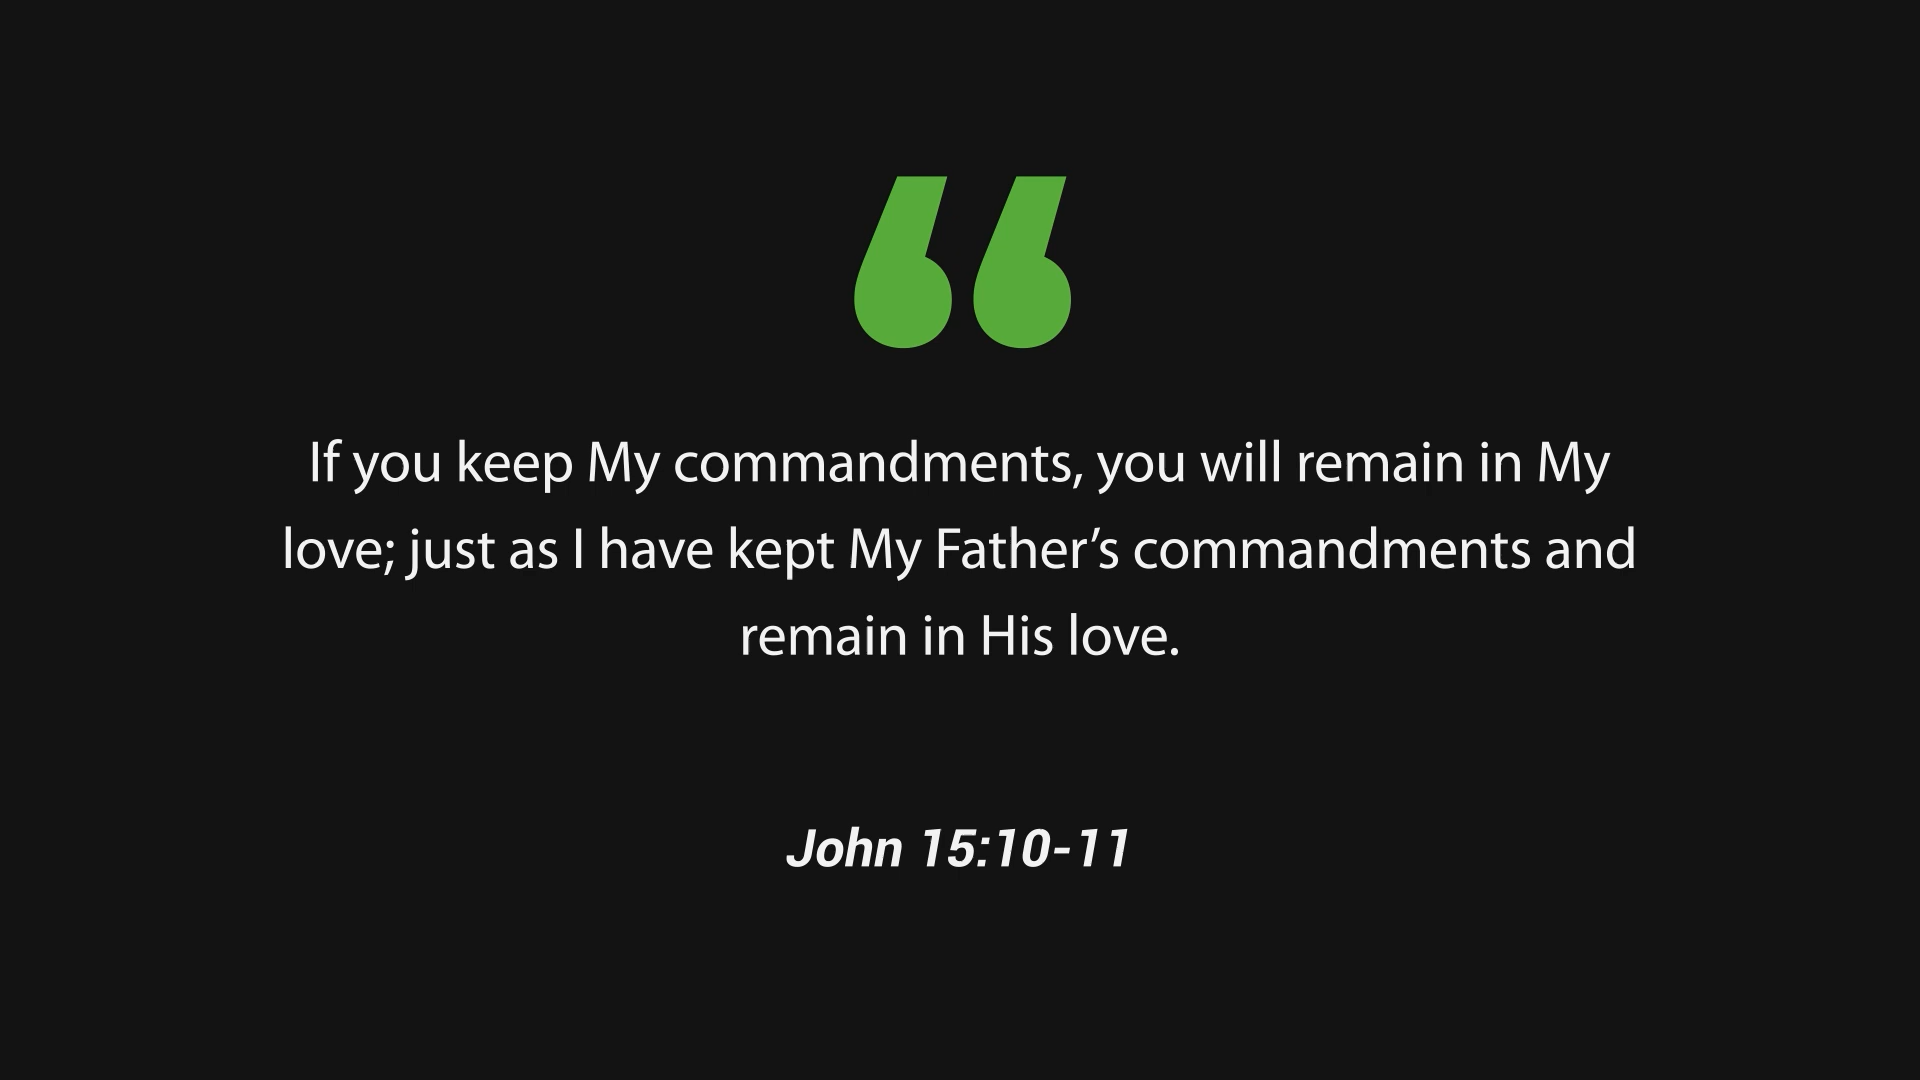 “
If you keep My commandments, you will remain in My
love; just as I have kept My Father’s commandments and
remain in His love.
John 15:10-11